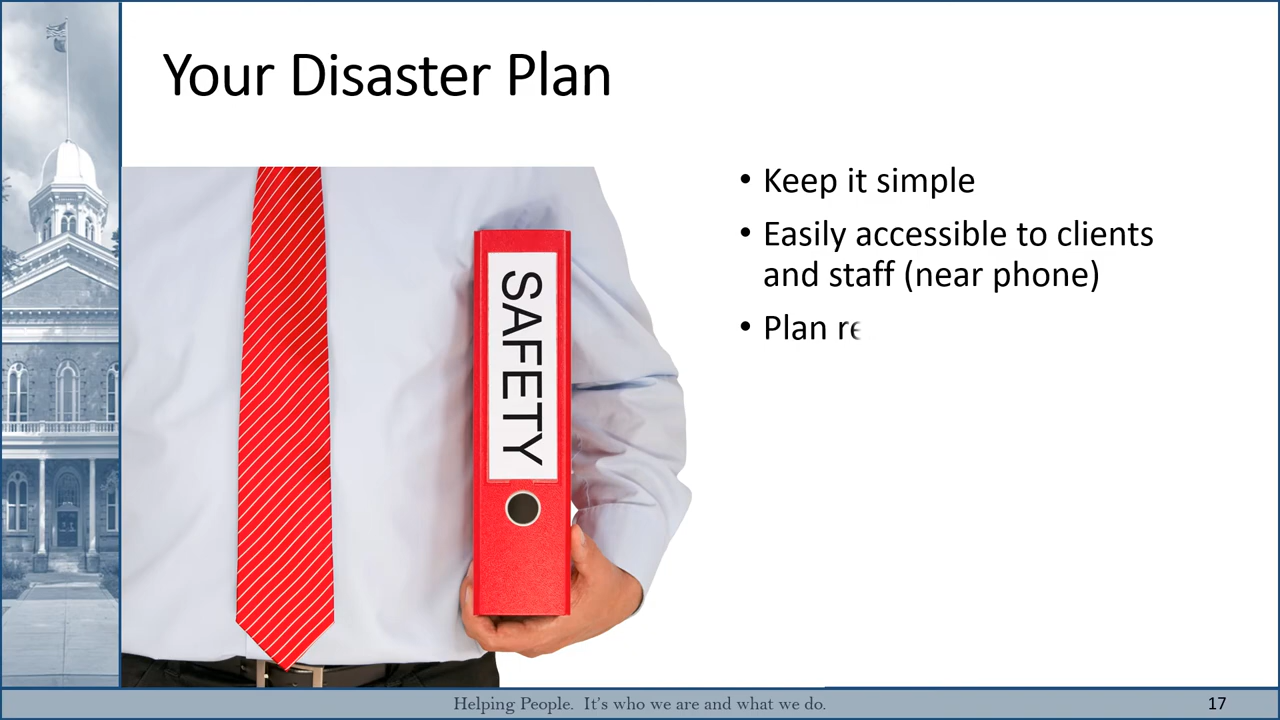 Your Disaster Plan
• Keep it simple
• Easily accessible to clients
and staff (near phone)
• Plan
SAFETY
Helping People. It's who we are and what we do.
17